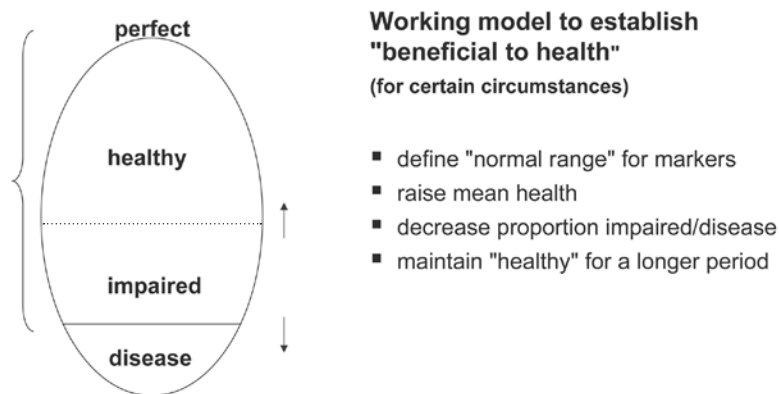 perfect
healthy
impaired
disease
Working model to establish
"beneficial to health"
(for certain circumstances)
▪ define "normal range" for markers
▪ raise mean health
▪ decrease proportion impaired/disease
▪ maintain "healthy" for a longer period